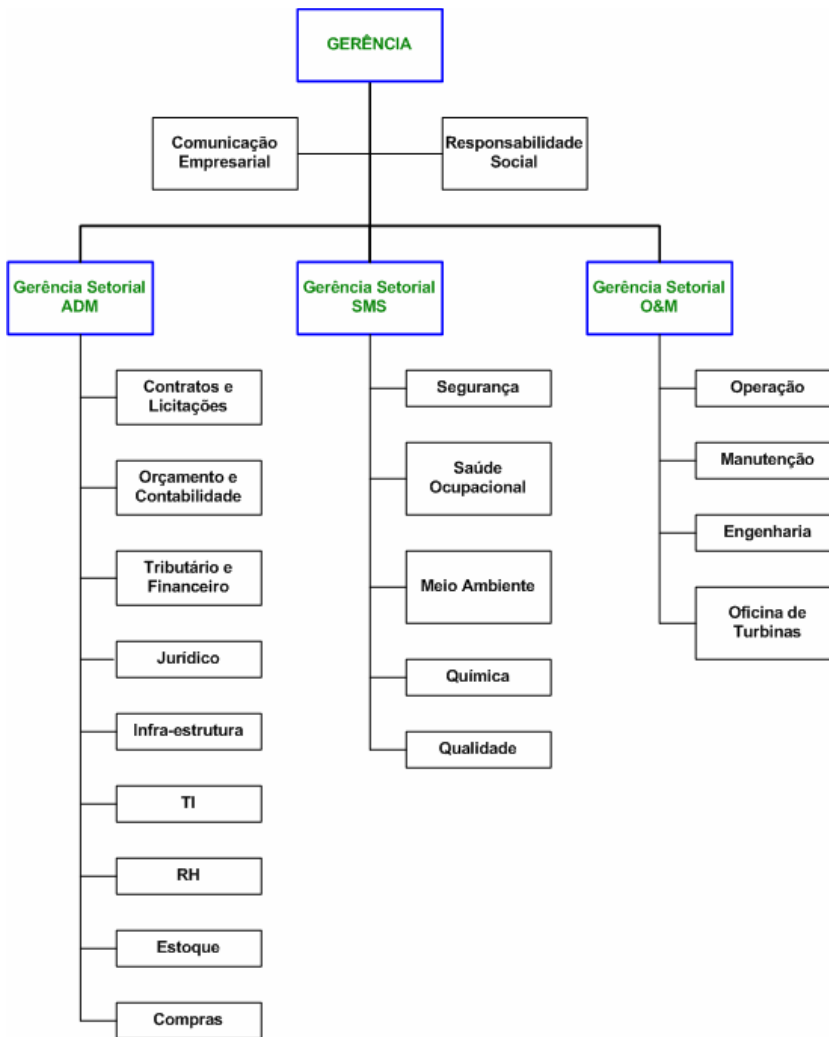 GERÊNCIA
Comunicação
Empresarial
Responsabilidade
Social
Gerência Setorial
ADM
Gerência Setorial
SMS
Gerência Setorial
O&M
Contratos e
Licitações
Orçamento e
Contabilidade
Tributário e
Financeiro
Jurídico
Infra-estrutura
TI
RH
Estoque
Compras
Segurança
Saúde
Ocupacional
Meio Ambiente
Química
Qualidade
Operação
Manutenção
Engenharia
Oficina de
Turbinas